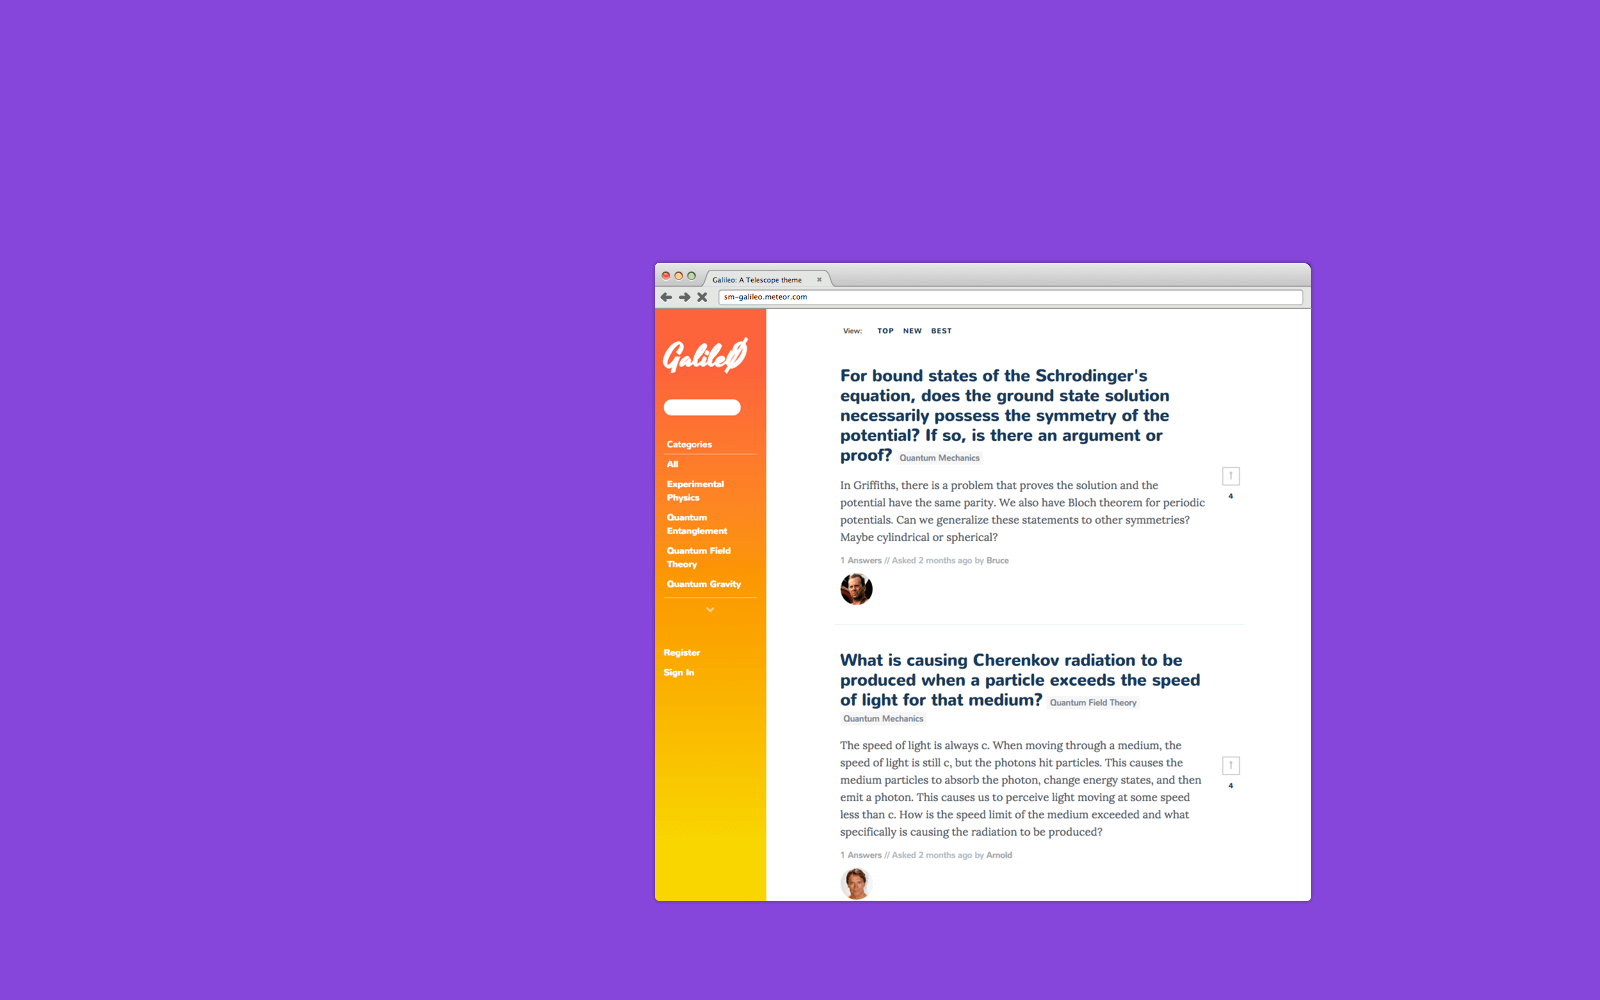 Galileo: A Telescope theme
sm-galileo.meteor.com
Galileo
Categories
All
Experimental
Physics
Quantum
Entanglement
Quantum Field
Theory
Quantum Gravity
Register
Sign In
View: TOP NEW BEST
For bound states of the Schrodinger's
equation, does the ground state solution
necessarily possess the symmetry of the
potential? If so, is there an argument or
proof? Quantum Mechanics
In Griffiths, there is a problem that proves the solution and the
potential have the same parity. We also have Bloch theorem for periodic
potentials. Can we generalize these statements to other symmetries?
Maybe cylindrical or spherical?
4
1 Answers // Asked 2 months ago by Bruce
What is causing Cherenkov radiation to be
produced when a particle exceeds the speed
of light for that medium? Quantum Field Theory
Quantum Mechanics
The speed of light is always c. When moving through a medium, the
speed of light is still c, but the photons hit particles. This causes the
medium particles to absorb the photon, change energy states, and then
emit a photon. This causes us to perceive light moving at some speed
less than c. How is the speed limit of the medium exceeded and what
specifically is causing the radiation to be produced?
4
1 Answers // Asked 2 months ago by Arnold